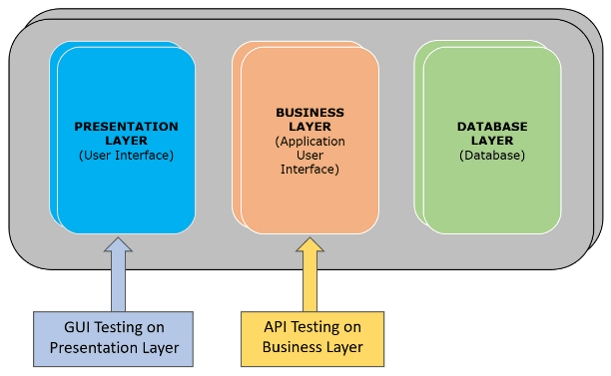 PRESENTATION
LAYER
(User Interface)
BUSINESS
LAYER
(Application
User
Interface)
DATABASE
LAYER
(Database)
GUI Testing on
Presentation Layer
API Testing on
Business Layer